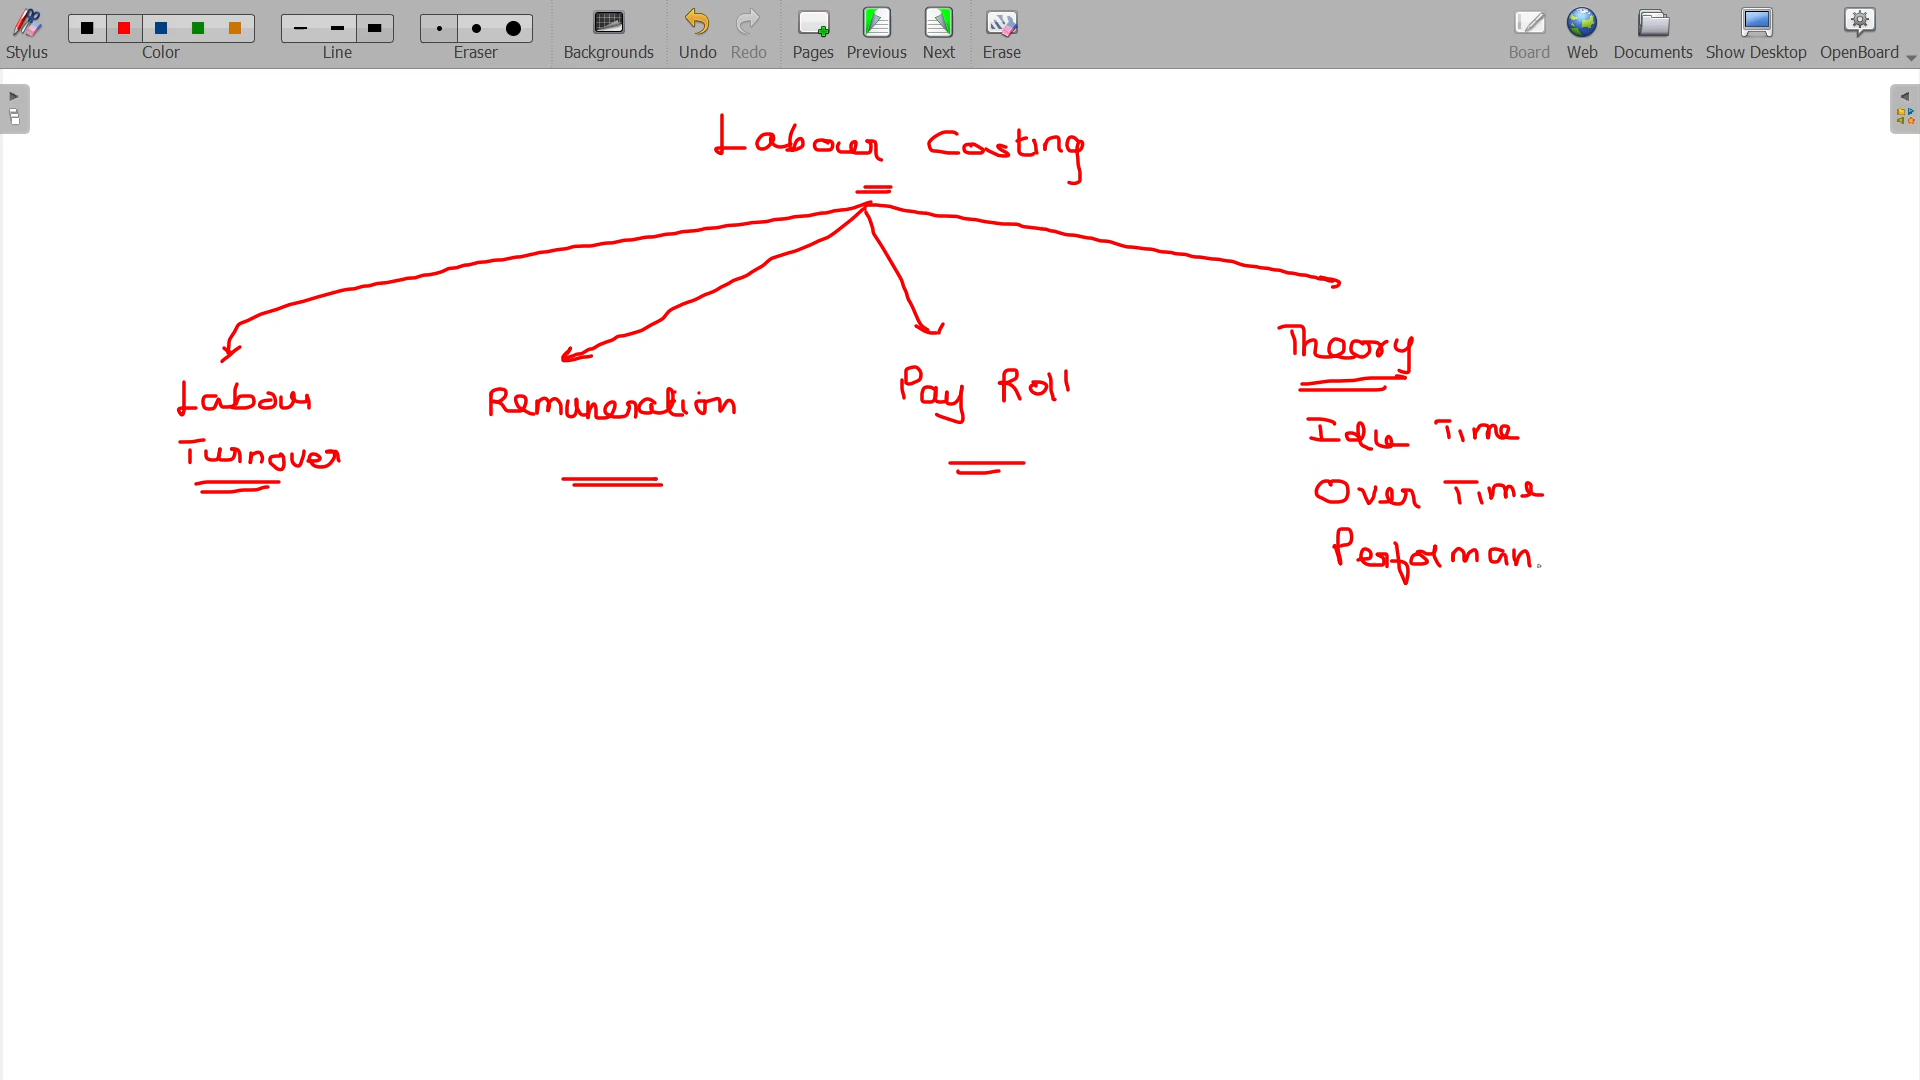 Stylus Color Line Eraser Backgrounds Undo Redo Pages Previous Next Erase Board Web Documents Show Desktop OpenBoard
Labour Costing
Labour
Turnover
Remuneration
Pay Roll
Theory
Idle Time
Over Time
Performan